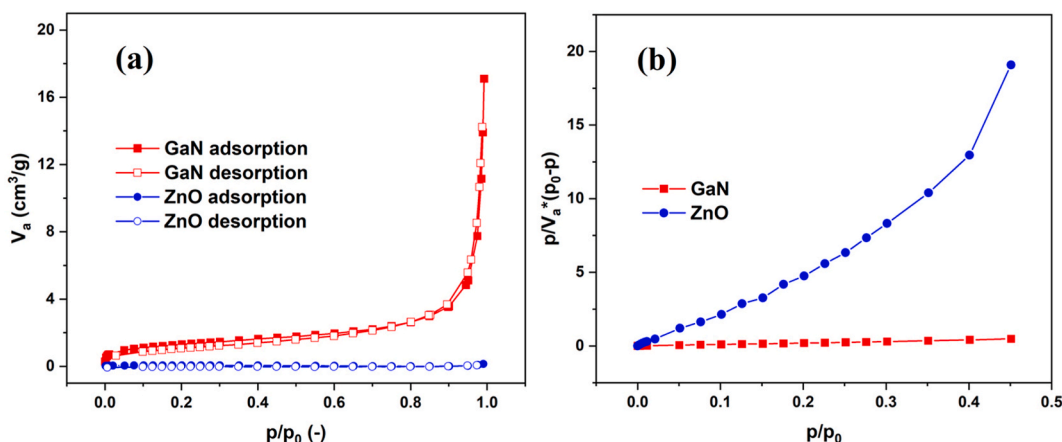 (a)
20
16
12
8
4
0
Vₐ (cm³/g)
GaN adsorption
GaN desorption
ZnO adsorption
ZnO desorption
0.0 0.2 0.4 0.6 0.8 1.0
p/p₀ (-)
(b)
20
15
10
5
0
p/Vₐ*(p₀-p)
GaN
ZnO
0.0 0.1 0.2 0.3 0.4 0.5
p/p₀